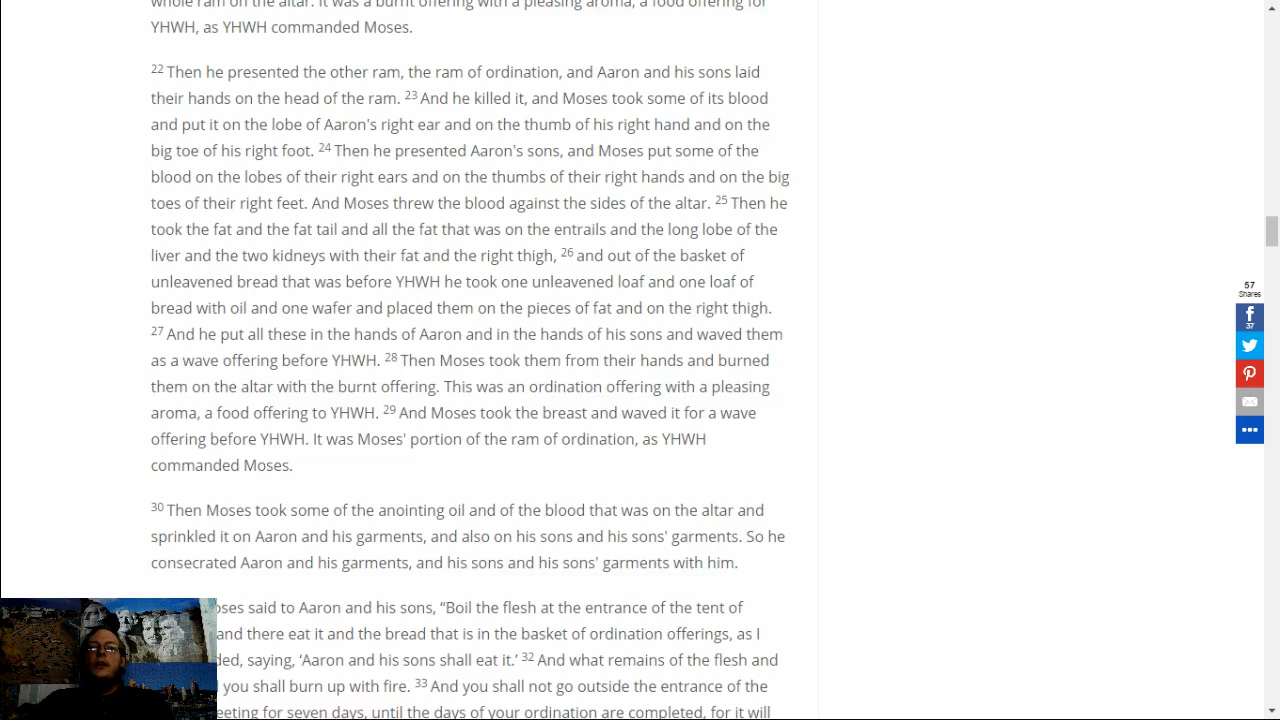 whole ram on the altar. It was a burnt offering with a pleasing aroma, a food offering for
YHWH, as YHWH commanded Moses.
22 Then he presented the other ram, the ram of ordination, and Aaron and his sons laid
their hands on the head of the ram. 23 And he killed it, and Moses took some of its blood
and put it on the lobe of Aaron's right ear and on the thumb of his right hand and on the
big toe of his right foot. 24 Then he presented Aaron's sons, and Moses put some of the
blood on the lobes of their right ears and on the thumbs of their right hands and on the big
toes of their right feet. And Moses threw the blood against the sides of the altar. 25 Then he
took the fat and the fat tail and all the fat that was on the entrails and the long lobe of the
liver and the two kidneys with their fat and the right thigh, 26 and out of the basket of
unleavened bread that was before YHWH he took one unleavened loaf and one loaf of
bread with oil and one wafer and placed them on the pieces of fat and on the right thigh.
27 And he put all these in the hands of Aaron and in the hands of his sons and waved them
as a wave offering before YHWH. 28 Then Moses took them from their hands and burned
them on the altar with the burnt offering. This was an ordination offering with a pleasing
aroma, a food offering to YHWH. 29 And Moses took the breast and waved it for a wave
offering before YHWH. It was Moses' portion of the ram of ordination, as YHWH
commanded Moses.
30 Then Moses took some of the anointing oil and of the blood that was on the altar and
sprinkled it on Aaron and his garments, and also on his sons and his sons' garments. So he
consecrated Aaron and his garments, and his sons and his sons' garments with him.
oses said to Aaron and his sons, “Boil the flesh at the entrance of the tent of
and there eat it and the bread that is in the basket of ordination offerings, as I
ded, saying, ‘Aaron and his sons shall eat it.’ 32 And what remains of the flesh and
you shall burn up with fire. 33 And you shall not go outside the entrance of the
eeting for seven days, until the days of your ordination are completed, for it will
57
Shares
37